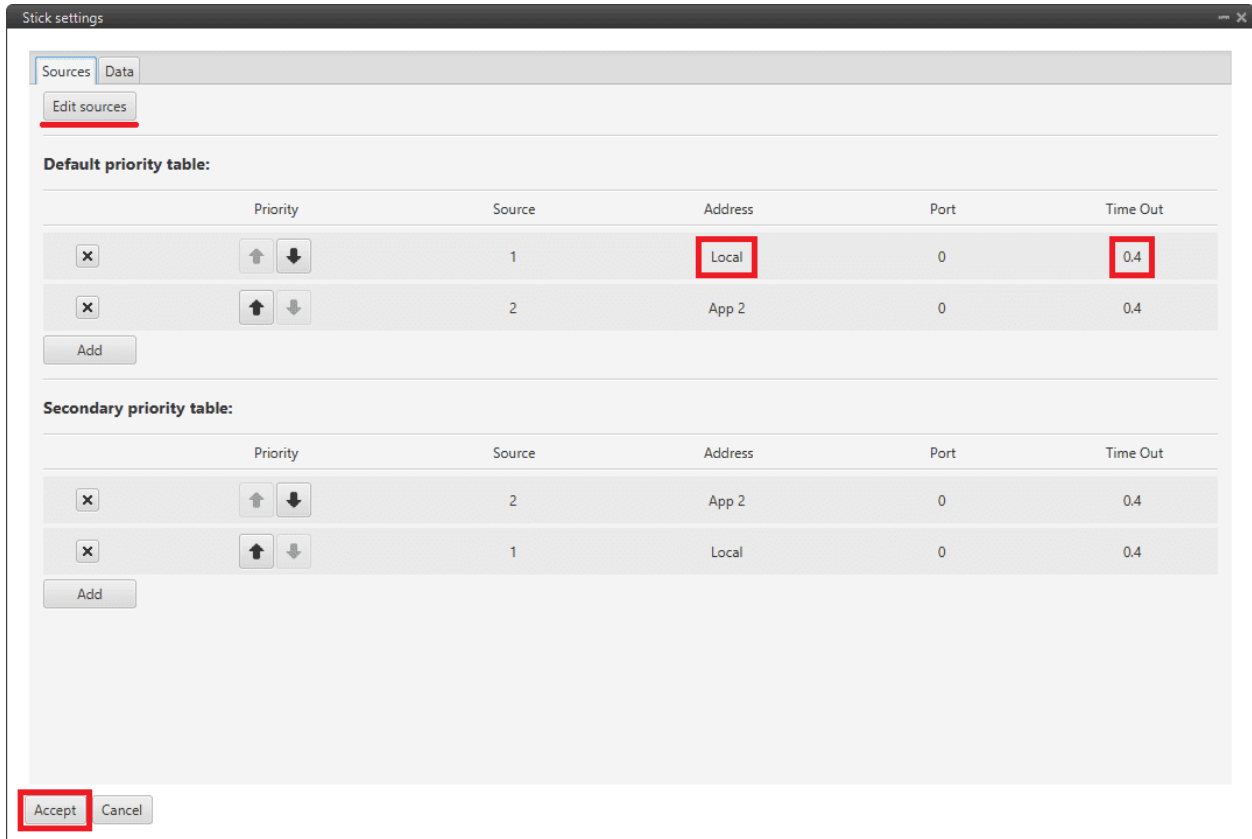 Stick settings
Sources Data
Edit sources
Default priority table:
Priority Source Address Port Time Out
1 Local 0 0.4
2 App 2 0 0.4
Add
Secondary priority table:
Priority Source Address Port Time Out
2 App 2 0 0.4
1 Local 0 0.4
Add
Accept Cancel